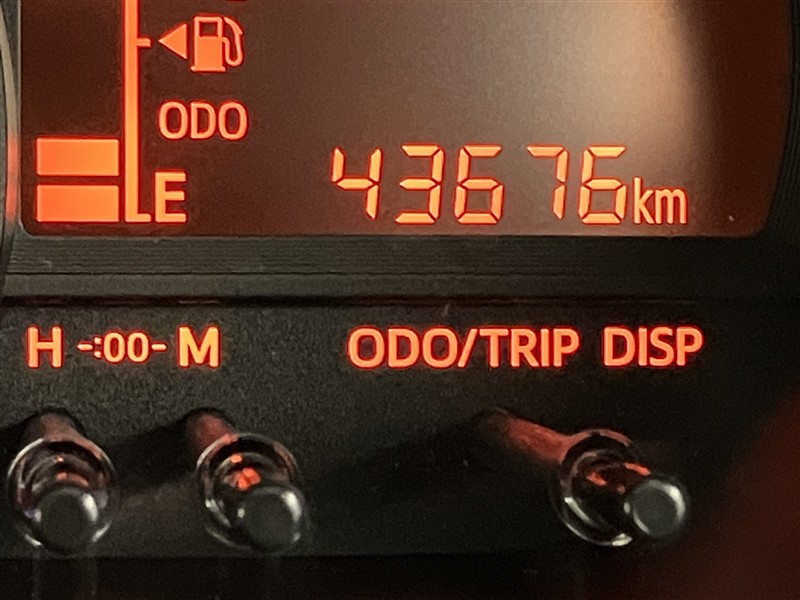 ODO
E 43676km
H -:00- M ODO/TRIP DISP